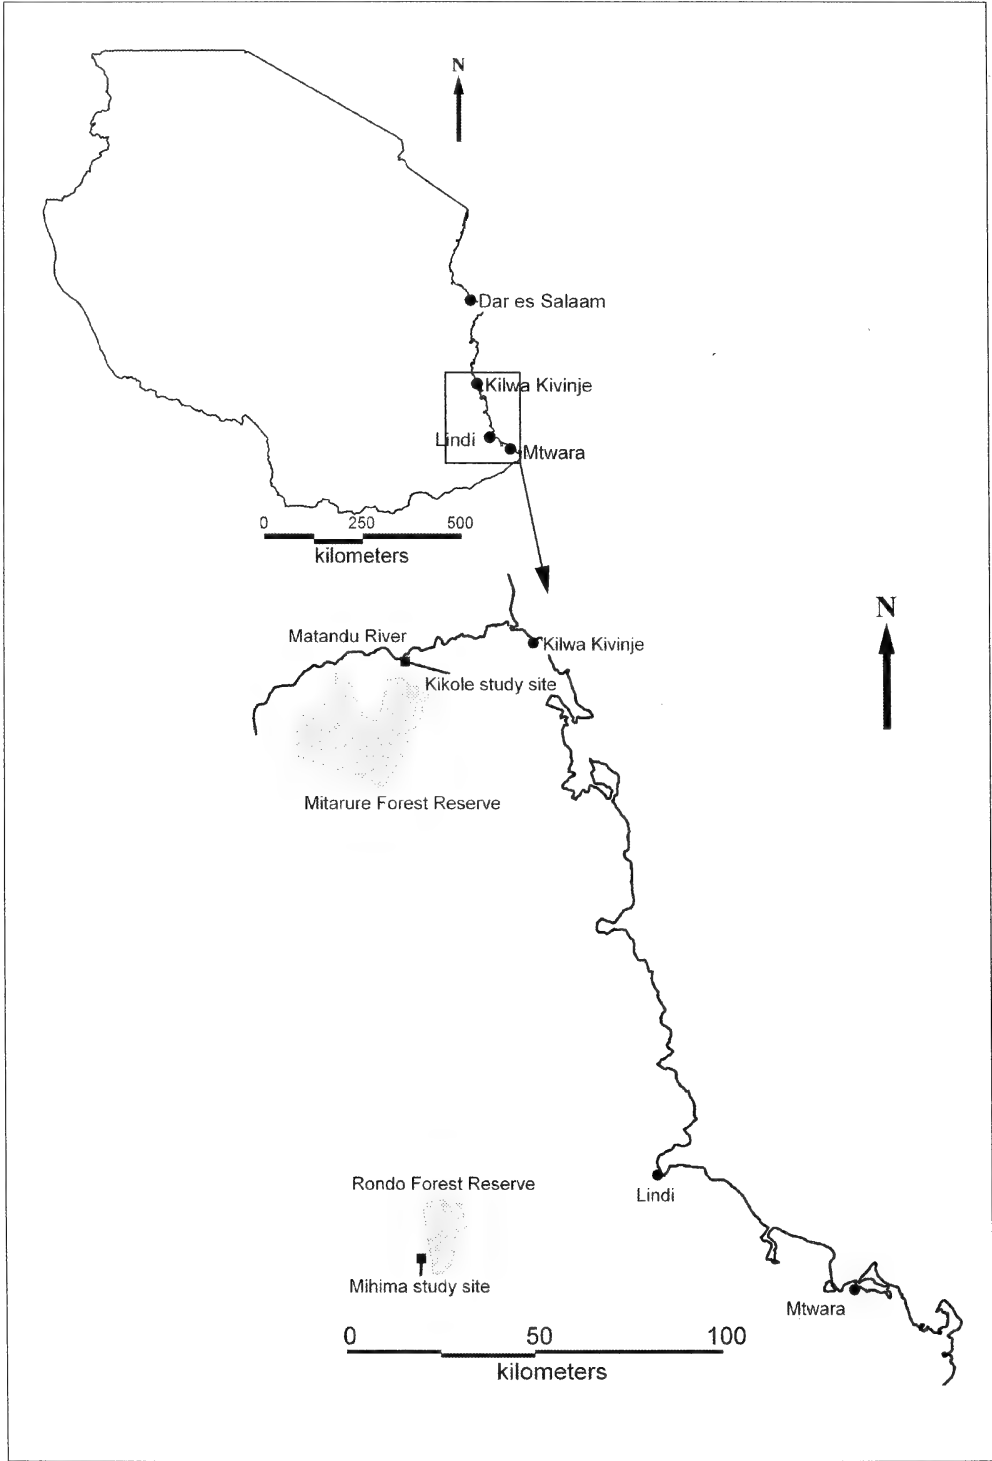 N
Dar es Salaam
Kilwa Kivinje
Lindi
Mtwara
0 250 500
kilometers
N
Matandu River
Kilwa Kivinje
Kikole study site
Mitarure Forest Reserve
Rondo Forest Reserve
Lindi
Mihima study site
Mtwara
0 50 100
kilometers